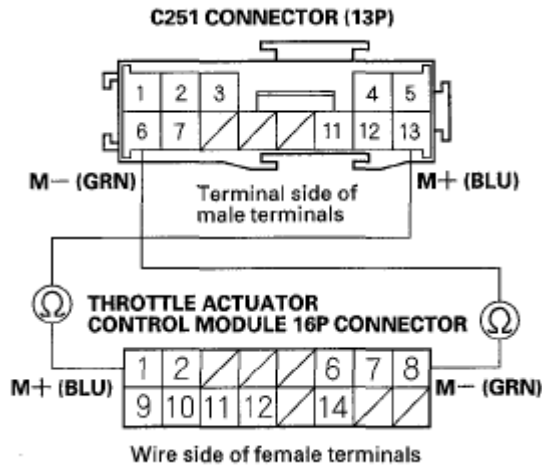 C251 CONNECTOR (13P)
1 2 3 4 5
6 7 11 12 13
M− (GRN)
M+ (BLU)
Terminal side of
male terminals
Ω
Ω
THROTTLE ACTUATOR
CONTROL MODULE 16P CONNECTOR
1 2 6 7 8
M+ (BLU)
M− (GRN)
9 10 11 12 14
Wire side of female terminals